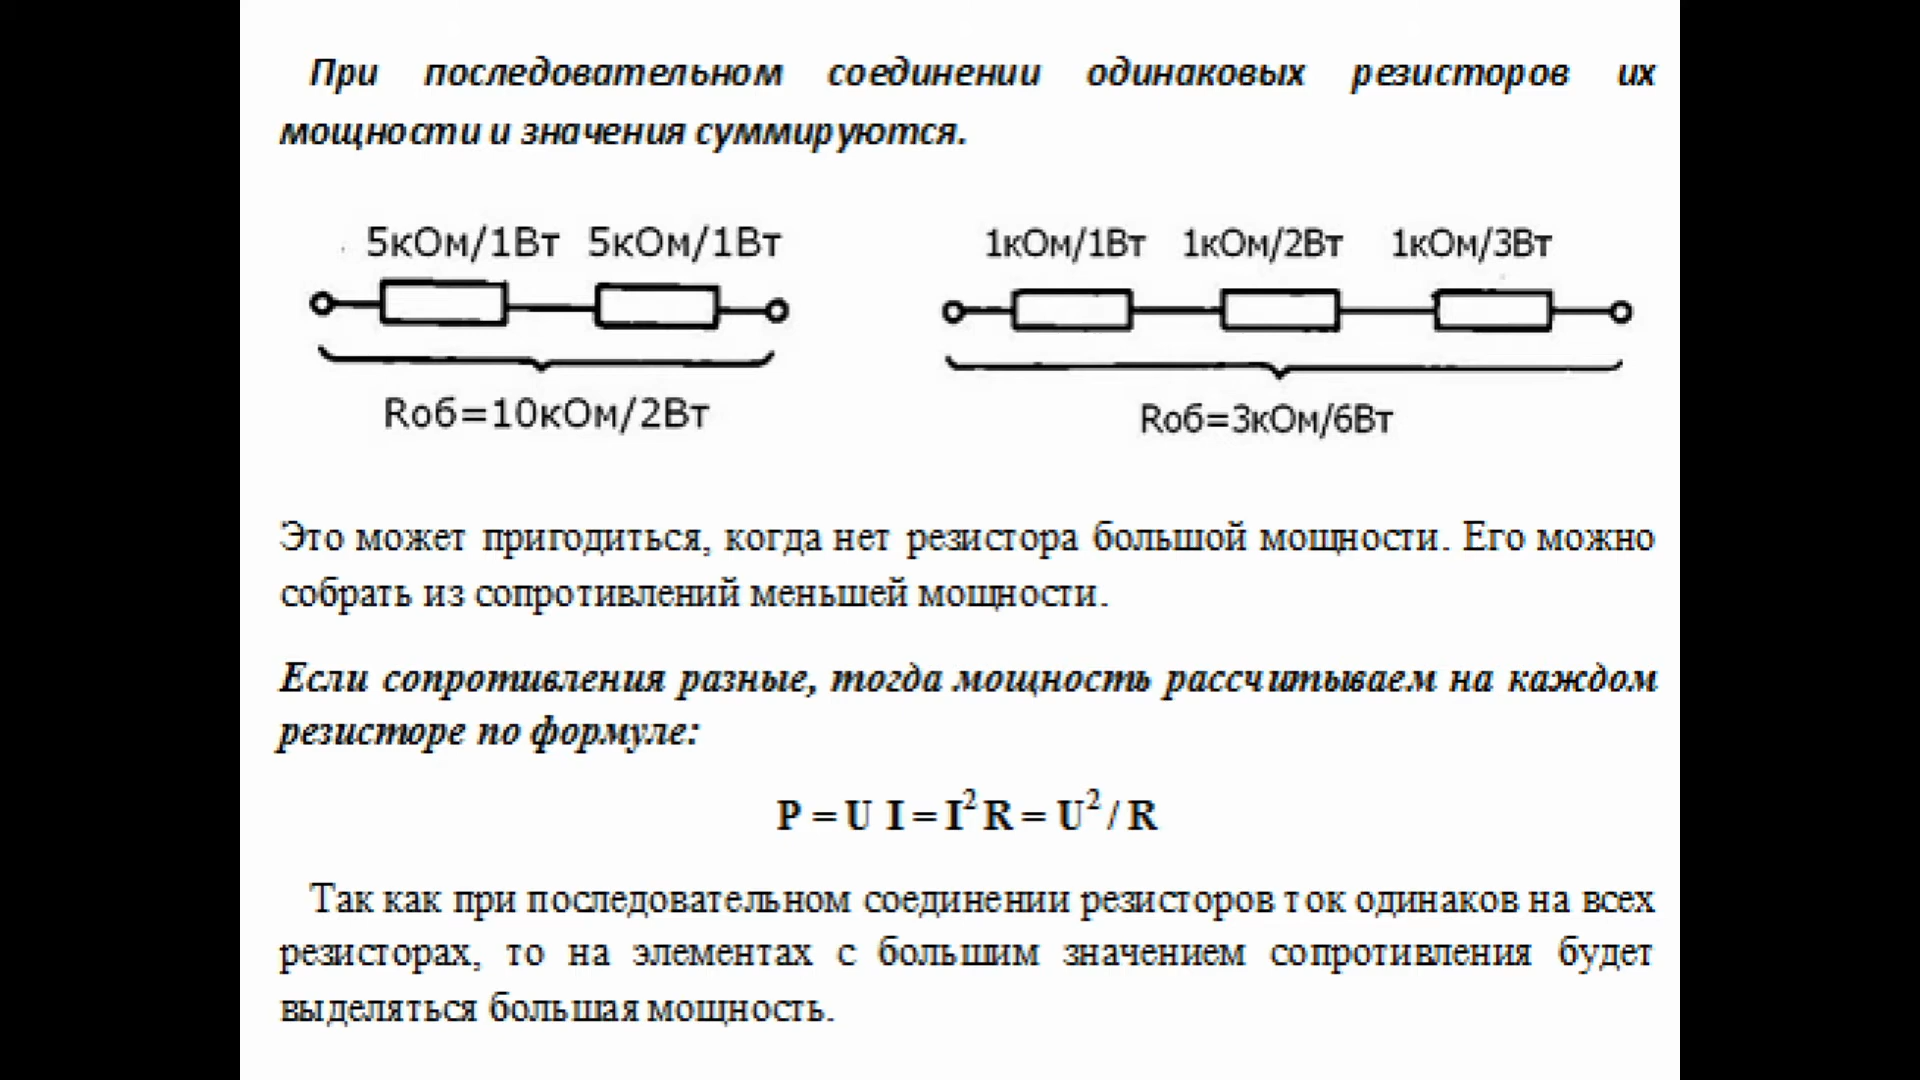 При последовательном соединении одинаковых резисторов их
мощности и значения суммируются.
5кОм/1Вт 5кОм/1Вт
1кОм/1Вт 1кОм/2Вт 1кОм/3Вт
Rоб=10кОм/2Вт
Rоб=3кОм/6Вт
Это может пригодиться, когда нет резистора большой мощности. Его можно
собрать из сопротивлений меньшей мощности.
Если сопротивления разные, тогда мощность рассчитываем на каждом
резисторе по формуле:
P = U I = I² R = U² / R
Так как при последовательном соединении резисторов ток одинаков на всех
резисторах, то на элементах с большим значением сопротивления будет
выделяться большая мощность.